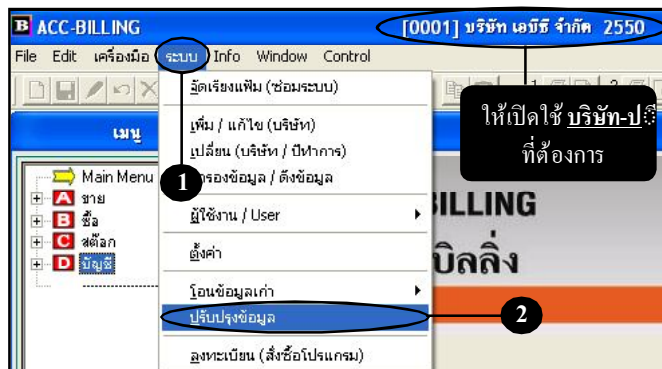 ACC-BILLING [0001] บริษัท เอบีธี จำกัด 2550
File Edit เครื่องมือ ระบบ Info Window Control
จัดเรียงแฟ้ม (ซ่อมระบบ)
1
2
ให้เปิดใช้ บริษัท-ปี
ที่ต้องการ
เมนู
เพิ่ม / แก้ไข (บริษัท)
เปลี่ยน (บริษัท / ปีทำการ)
1
Main Menu
รองข้อมูล / ดึงข้อมูล
A ขาย
B ซื้อ
C สต๊อก
D บัญชี
ผู้ใช้งาน / User
ILLING
ตั้งค่า
บิลลิ่ง
โอนข้อมูลเก่า
ปรับปรุงข้อมูล
2
ลงทะเบียน (สั่งซื้อโปรแกรม)